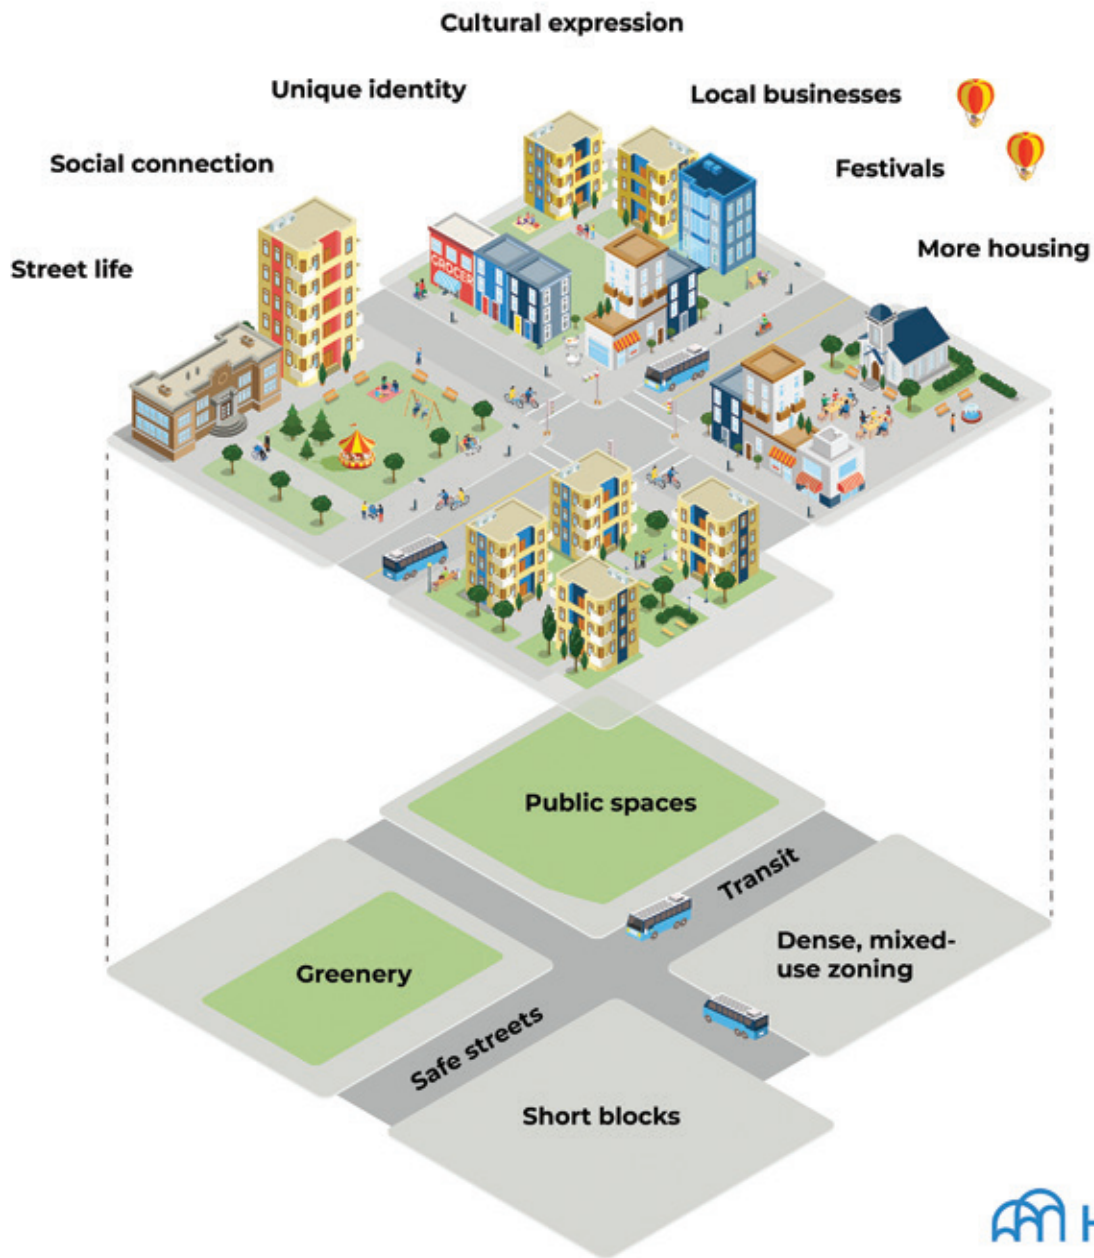 Cultural expression
Unique identity
Local businesses
Social connection
Festivals
Street life
More housing
GROCER
Public spaces
Transit
Greenery
Dense, mixed-
use zoning
Safe streets
Short blocks
H